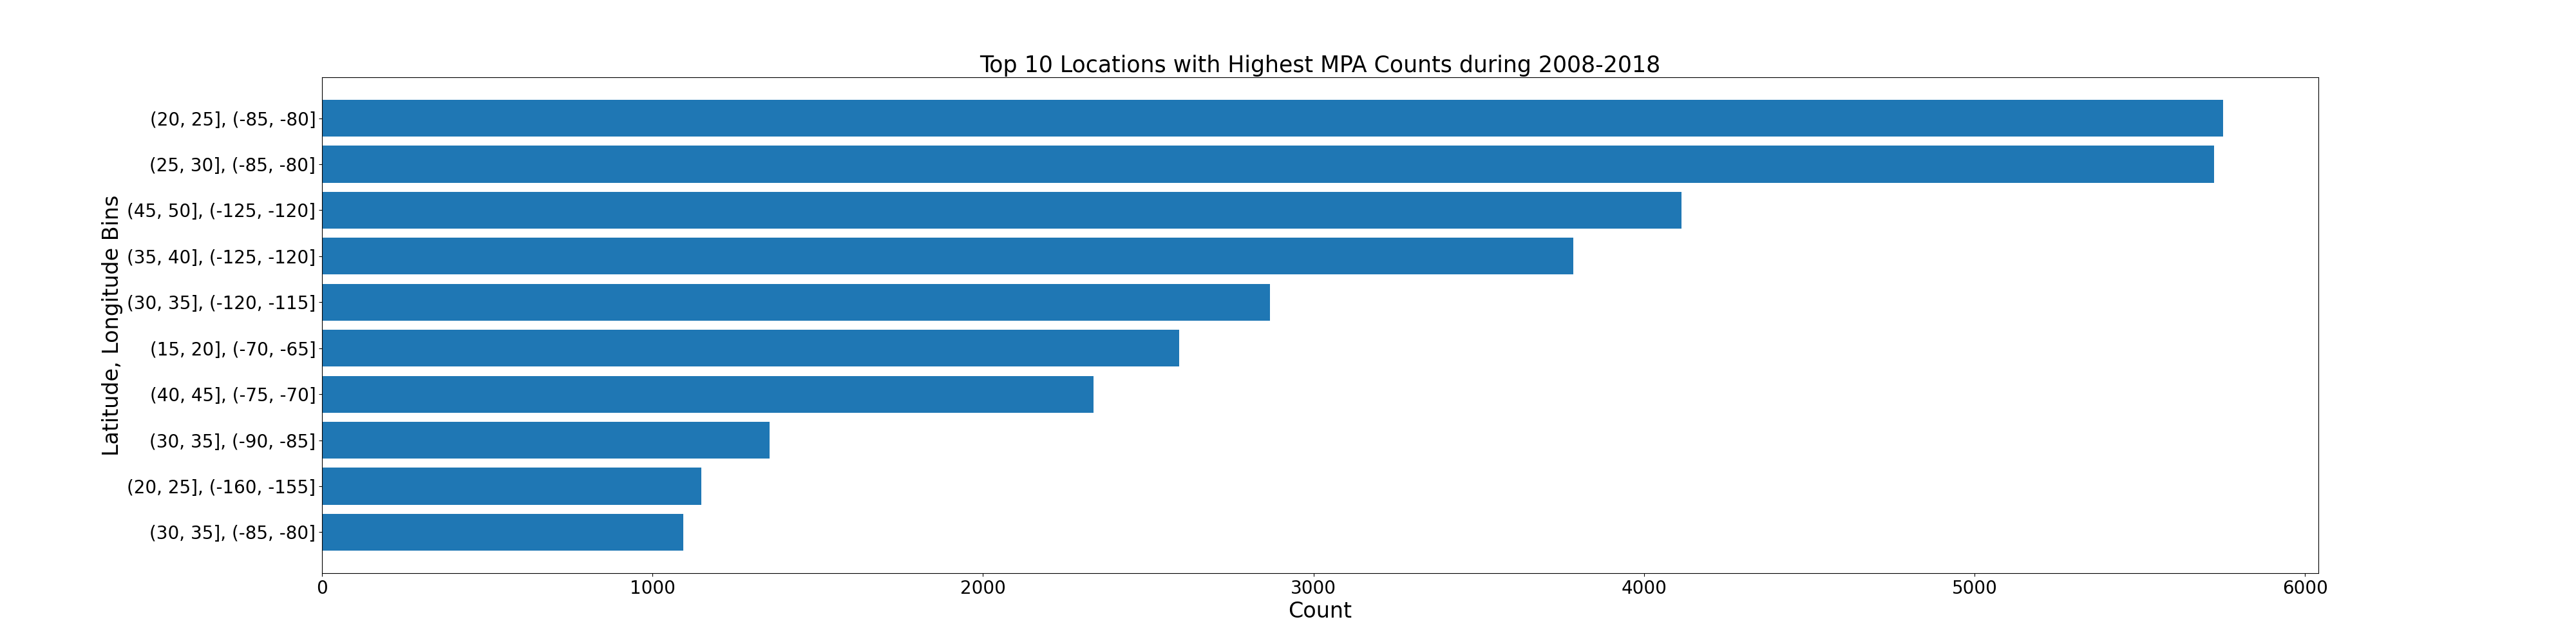 Top 10 Locations with Highest MPA Counts during 2008-2018
Latitude, Longitude Bins
(20, 25], (-85, -80]
(25, 30], (-85, -80]
(45, 50], (-125, -120]
(35, 40], (-125, -120]
(30, 35], (-120, -115]
(15, 20], (-70, -65]
(40, 45], (-75, -70]
(30, 35], (-90, -85]
(20, 25], (-160, -155]
(30, 35], (-85, -80]
0 1000 2000 3000 4000 5000 6000
Count